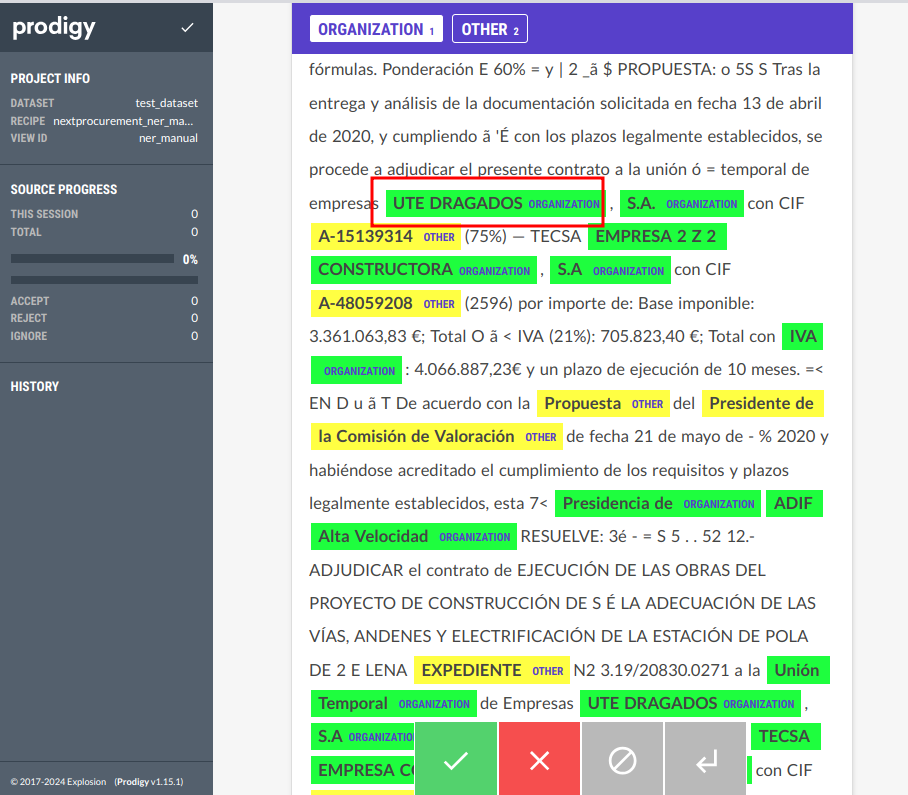 prodigy
PROJECT INFO
DATASET test_dataset
RECIPE nextprocurement_ner_ma...
VIEW ID ner_manual
SOURCE PROGRESS
THIS SESSION 0
TOTAL 0
0%
ACCEPT 0
REJECT 0
IGNORE 0
HISTORY
© 2017-2024 Explosion (Prodigy v1.15.1)
ORGANIZATION 1 OTHER 2
fórmulas. Ponderación E 60% = y | 2 _ã $ PROPUESTA: o 5S S Tras la
entrega y análisis de la documentación solicitada en fecha 13 de abril
de 2020, y cumpliendo ã 'É con los plazos legalmente establecidos, se
procede a adjudicar el presente contrato a la unión ó = temporal de
empresas UTE DRAGADOS ORGANIZATION , S.A. ORGANIZATION con CIF
A-15139314 OTHER (75%) — TECSA EMPRESA 2 Z 2
CONSTRUCTORA ORGANIZATION , S.A ORGANIZATION con CIF
A-48059208 OTHER (2596) por importe de: Base imponible:
3.361.063,83 €; Total O ã < IVA (21%): 705.823,40 €; Total con IVA
ORGANIZATION : 4.066.887,23€ y un plazo de ejecución de 10 meses. =<
EN D u ã T De acuerdo con la Propuesta OTHER del Presidente de
la Comisión de Valoración OTHER de fecha 21 de mayo de - % 2020 y
habiéndose acreditado el cumplimiento de los requisitos y plazos
legalmente establecidos, esta 7< Presidencia de ORGANIZATION ADIF
Alta Velocidad ORGANIZATION RESUELVE: 3é - = S 5 . . 52 12.-
ADJUDICAR el contrato de EJECUCIÓN DE LAS OBRAS DEL
PROYECTO DE CONSTRUCCIÓN DE S É LA ADECUACIÓN DE LAS
VÍAS, ANDENES Y ELECTRIFICACIÓN DE LA ESTACIÓN DE POLA
DE 2 E LENA EXPEDIENTE OTHER N2 3.19/20830.0271 a la Unión
Temporal ORGANIZATION de Empresas UTE DRAGADOS ORGANIZATION ,
S.A ORGANIZATIO TECSA
EMPRESA CO con CIF